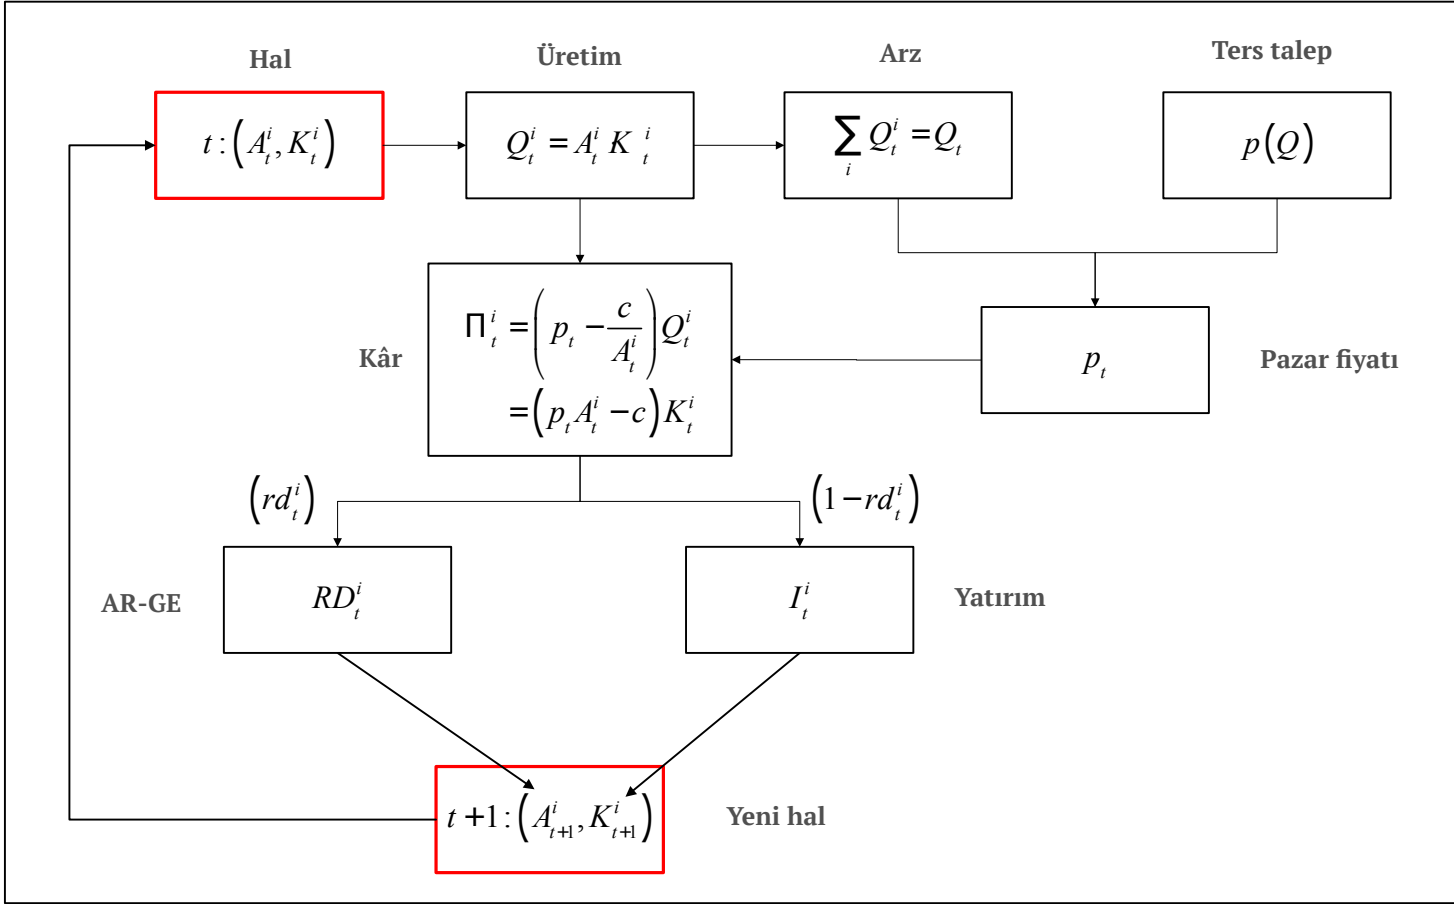 Hal
Üretim
Arz
Ters talep
t : (A_t^i, K_t^i)
Q_t^i = A_t^i K_t^i
∑_i Q_t^i = Q_t
p(Q)
Π_t^i = (p_t − c/A_t^i) Q_t^i
= (p_t A_t^i − c) K_t^i
Kâr
p_t
Pazar fiyatı
(rd_t^i)
(1 − rd_t^i)
AR-GE
RD_t^i
I_t^i
Yatırım
t + 1 : (A_{t+1}^i, K_{t+1}^i)
Yeni hal